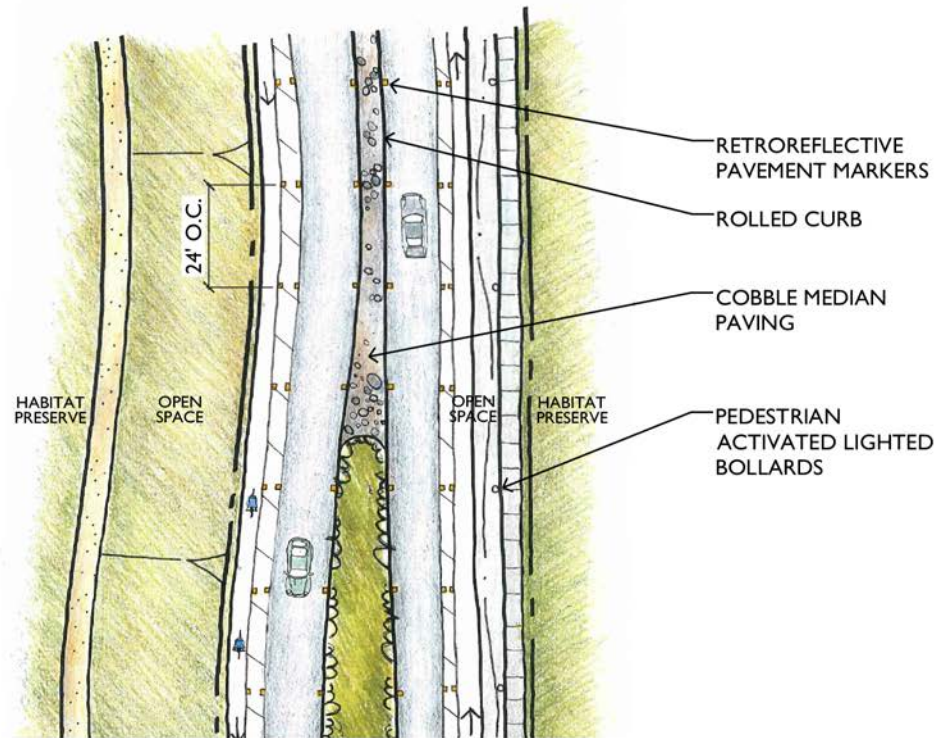 RETROREFLECTIVE
PAVEMENT MARKERS
ROLLED CURB
24' O.C.
COBBLE MEDIAN
PAVING
HABITAT
PRESERVE
OPEN
SPACE
OPEN
SPACE
HABITAT
PRESERVE
PEDESTRIAN
ACTIVATED LIGHTED
BOLLARDS